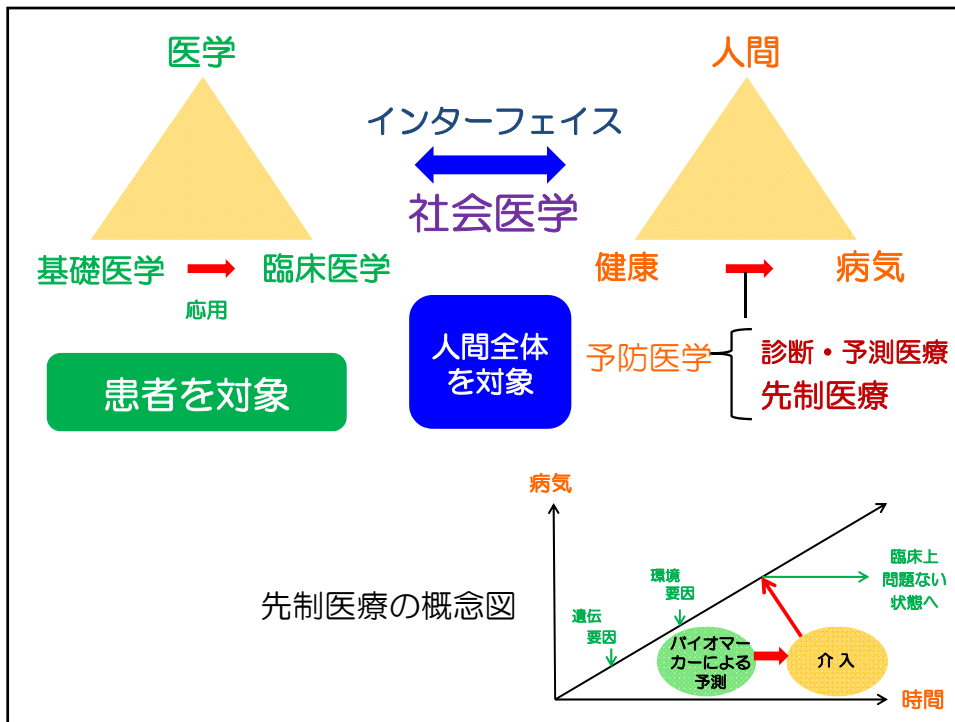 医学
人間
インターフェイス
社会医学
基礎医学
臨床医学
応用
健康
病気
患者を対象
人間全体
を対象
予防医学
診断・予測医療
先制医療
先制医療の概念図
病気
遺伝
要因
環境
要因
バイオマー
カーによる
予測
介入
臨床上
問題ない
状態へ
時間